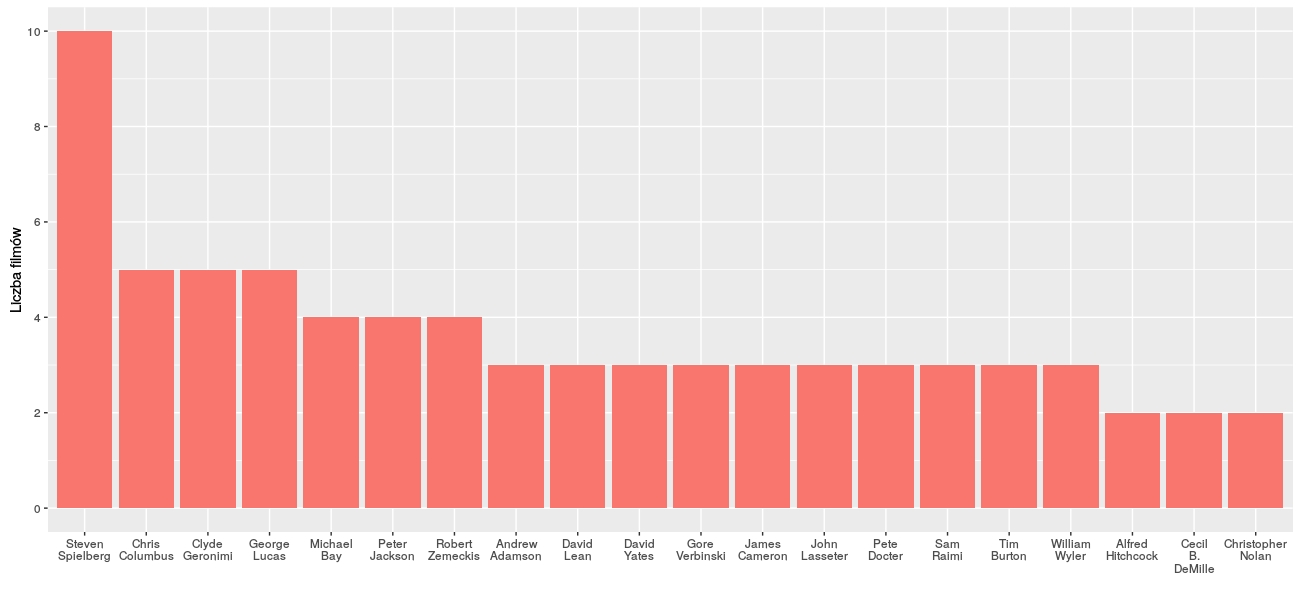 Liczba filmów
10
8
6
4
2
0
Steven
Spielberg
Chris
Columbus
Clyde
Geronimi
George
Lucas
Michael
Bay
Peter
Jackson
Robert
Zemeckis
Andrew
Adamson
David
Lean
David
Yates
Gore
Verbinski
James
Cameron
John
Lasseter
Pete
Docter
Sam
Raimi
Tim
Burton
William
Wyler
Alfred
Hitchcock
Cecil
B.
DeMille
Christopher
Nolan